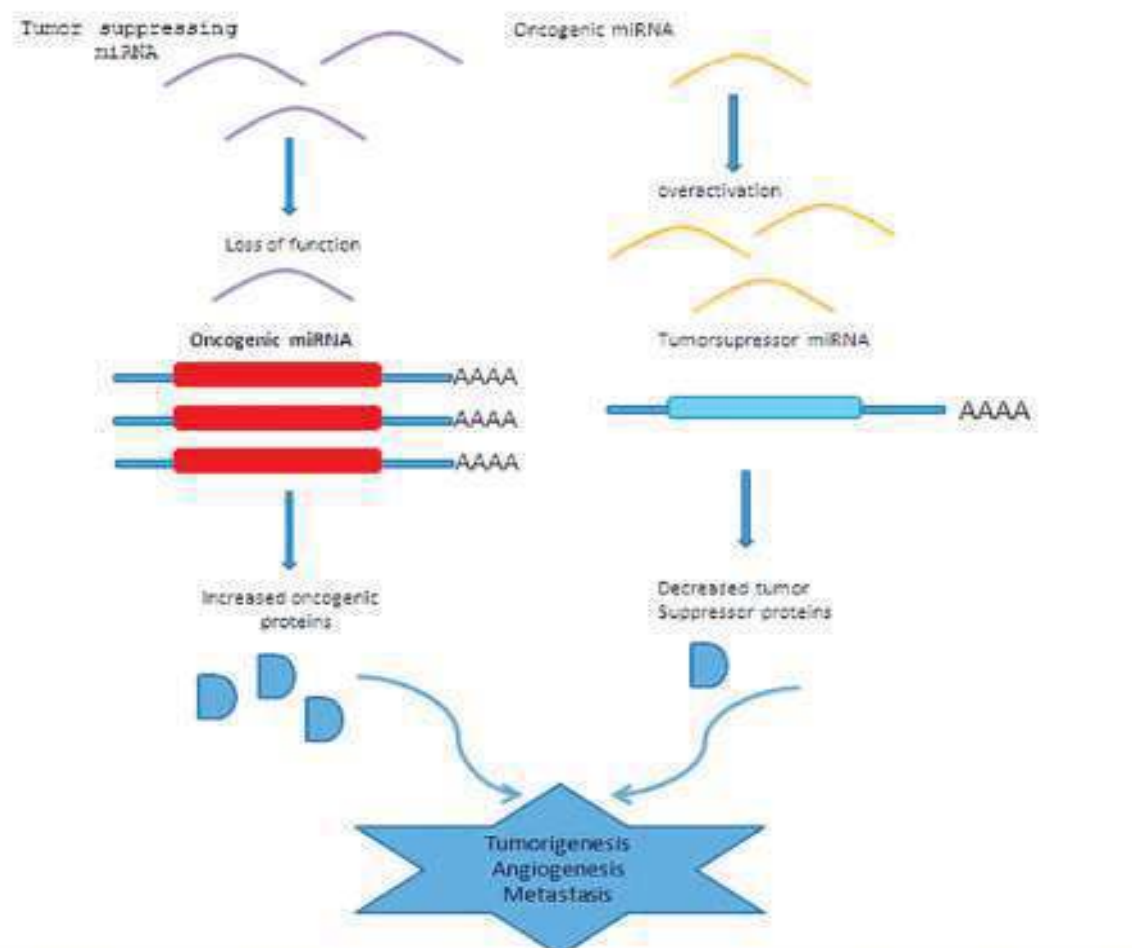 Tumor suppressing
miRNA
Loss of function
Oncogenic miRNA
AAAA
AAAA
AAAA
Increased oncogenic
proteins
Oncogenic miRNA
overactivation
Tumorsupressor miRNA
AAAA
Decreased tumor
Suppressor proteins
Tumorigenesis
Angiogenesis
Metastasis